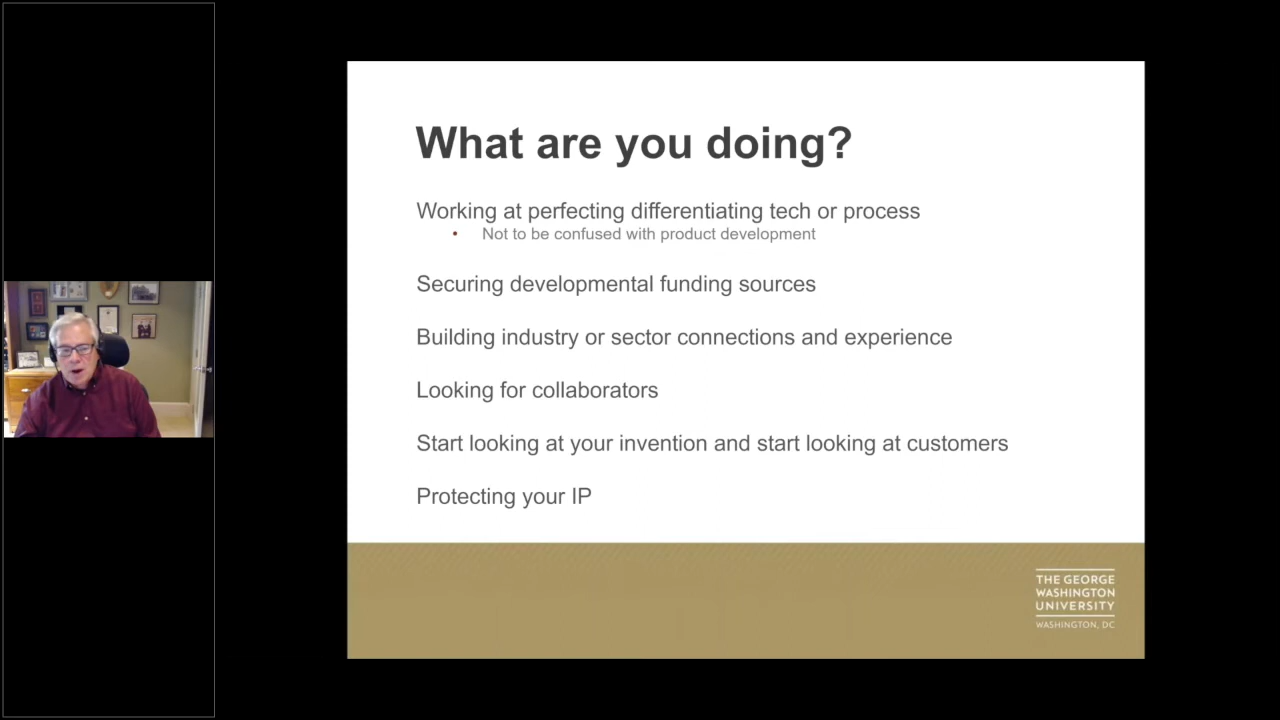 What are you doing?
Working at perfecting differentiating tech or process
• Not to be confused with product development
Securing developmental funding sources
Building industry or sector connections and experience
Looking for collaborators
Start looking at your invention and start looking at customers
Protecting your IP
THE GEORGE
WASHINGTON
UNIVERSITY
WASHINGTON, DC